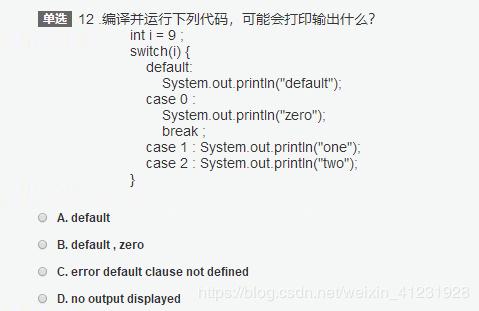 单选 12 .编译并运行下列代码，可能会打印输出什么？
int i = 9 ;
switch(i) {
default:
System.out.println("default");
case 0 :
System.out.println("zero");
break ;
case 1 : System.out.println("one");
case 2 : System.out.println("two");
}
A. default
B. default , zero
C. error default clause not defined
D. no output displayed
https://blog.csdn.net/weixin_41231928